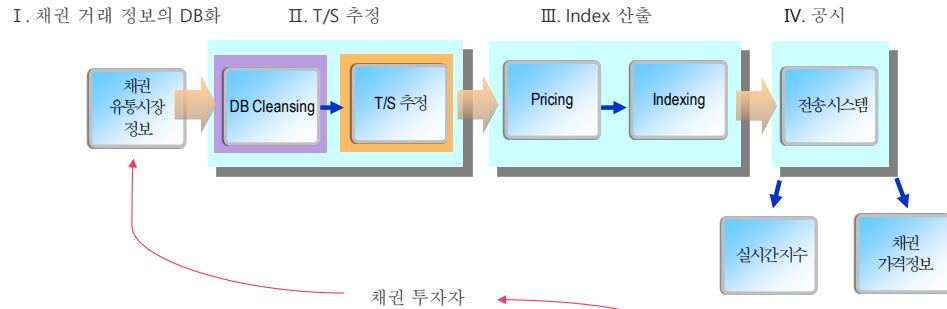 Ⅰ. 채권 거래 정보의 DB화
Ⅱ. T/S 추정
Ⅲ. Index 산출
Ⅳ. 공시
채권
유통시장
정보
DB Cleansing
T/S 추정
Pricing
Indexing
전송시스템
실시간지수
채권
가격정보
채권 투자자